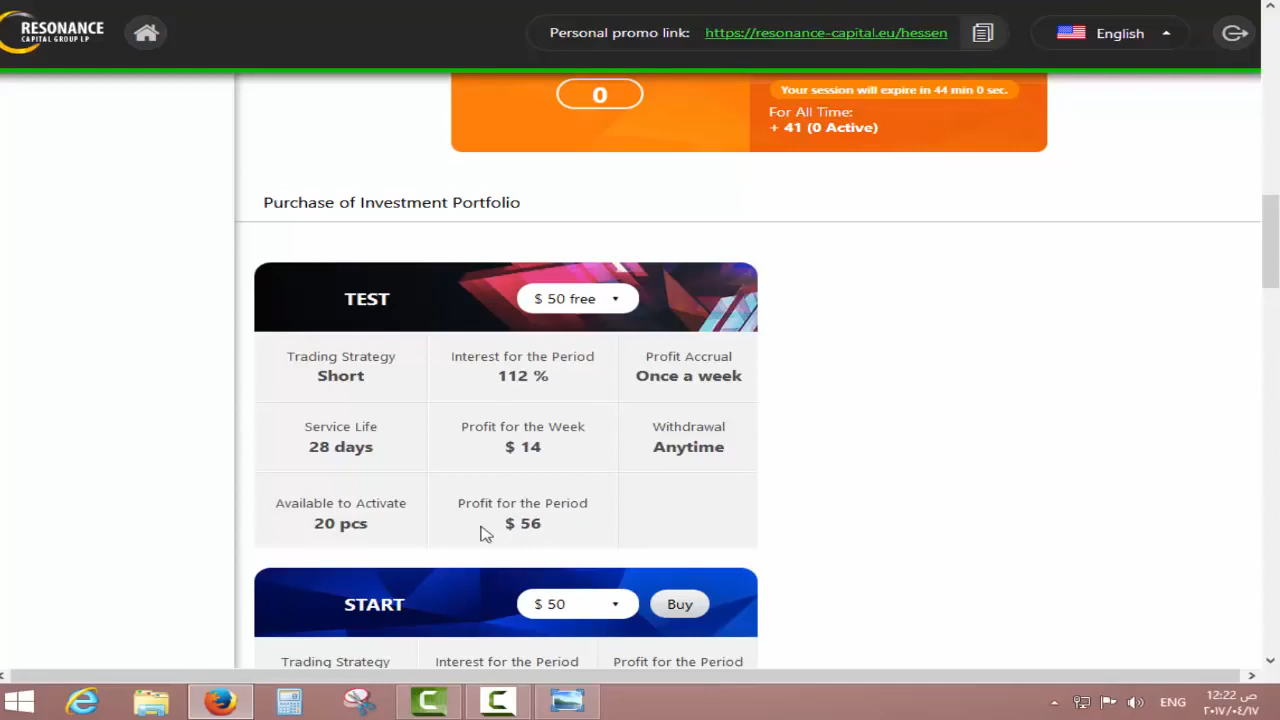 RESONANCE
CAPITAL GROUP LP
Personal promo link: https://resonance-capital.eu/hessen
English
0
Your session will expire in 44 min 0 sec.
For All Time:
+ 41 (0 Active)
Purchase of Investment Portfolio
TEST
$ 50 free
Trading Strategy
Short
Interest for the Period
112 %
Profit Accrual
Once a week
Service Life
28 days
Profit for the Week
$ 14
Withdrawal
Anytime
Available to Activate
20 pcs
Profit for the Period
$ 56
START
$ 50
Buy
Trading Strategy
Interest for the Period
Profit for the Period
ENG
12:22 ص
٢٠١٧/٠٤/١٧